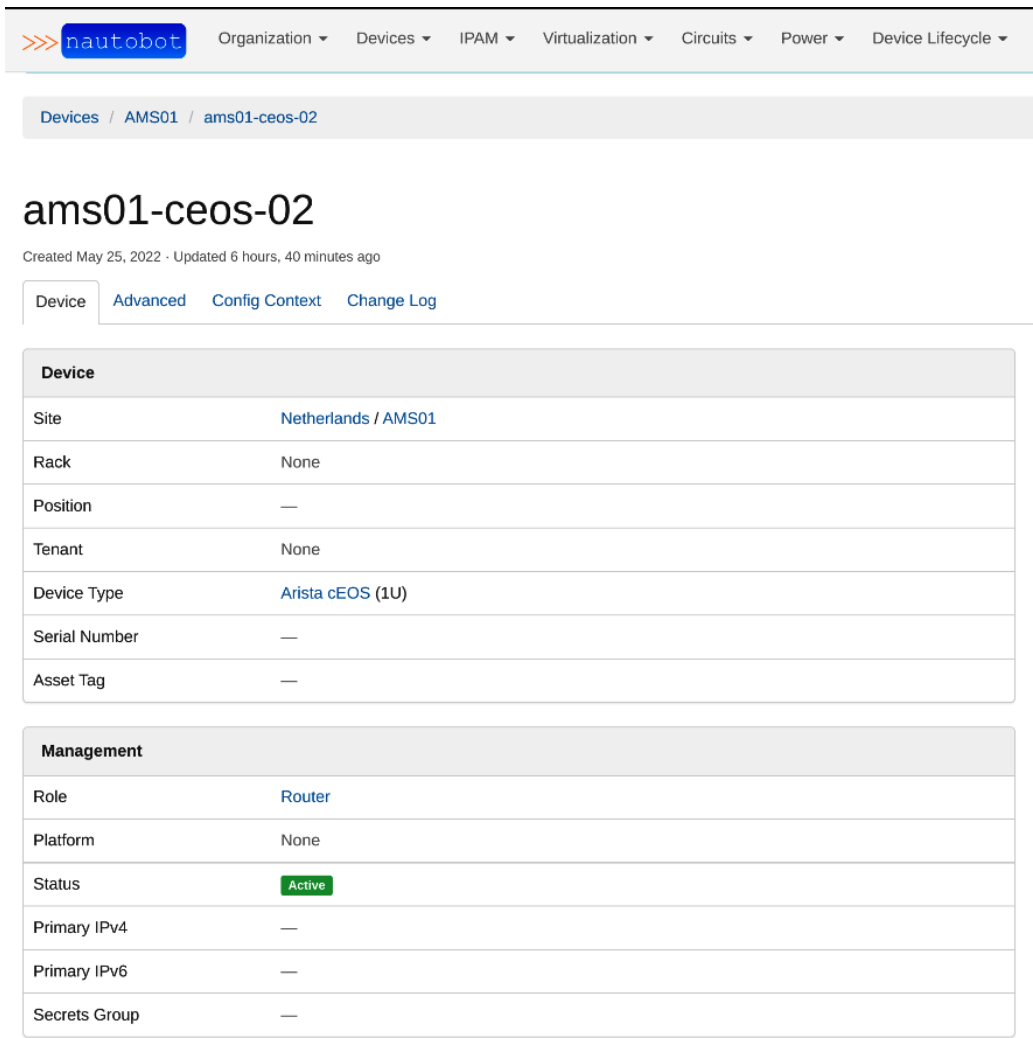 >>> nautobot Organization Devices IPAM Virtualization Circuits Power Device Lifecycle
Devices / AMS01 / ams01-ceos-02
ams01-ceos-02
Created May 25, 2022 · Updated 6 hours, 40 minutes ago
Device Advanced Config Context Change Log
Device
Site Netherlands / AMS01
Rack None
Position —
Tenant None
Device Type Arista cEOS (1U)
Serial Number —
Asset Tag —
Management
Role Router
Platform None
Status Active
Primary IPv4 —
Primary IPv6 —
Secrets Group —